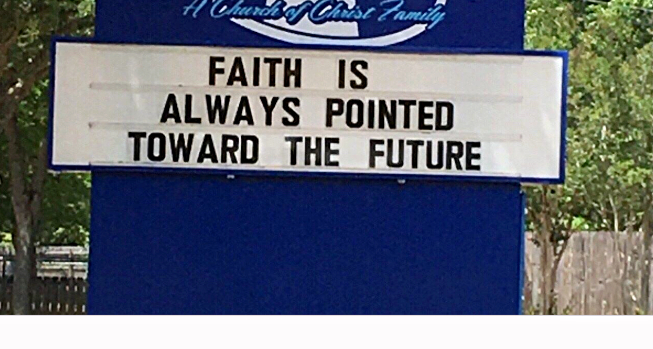 A Church of Christ Family
FAITH IS
ALWAYS POINTED
TOWARD THE FUTURE